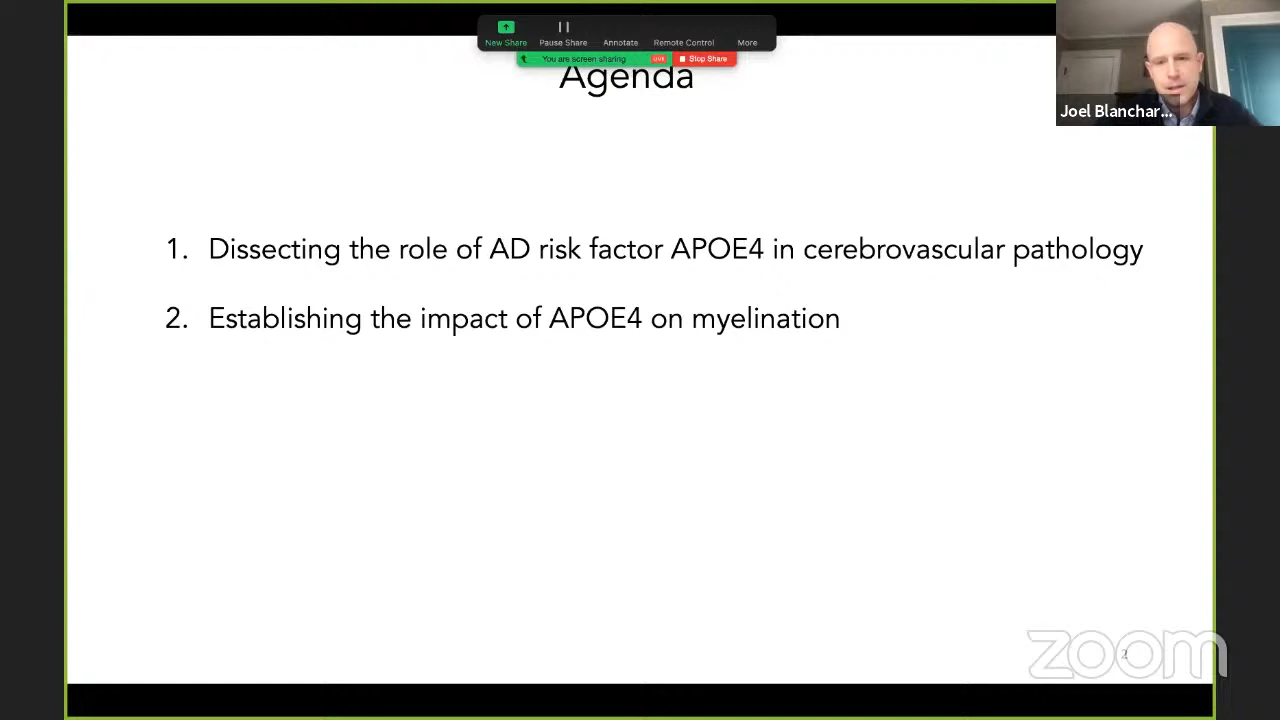 New Share
Pause Share
Annotate
Remote Control
More
You are screen sharing
LIVE
Stop Share
Agenda
Joel Blanchar...
1. Dissecting the role of AD risk factor APOE4 in cerebrovascular pathology
2. Establishing the impact of APOE4 on myelination
zoom
2